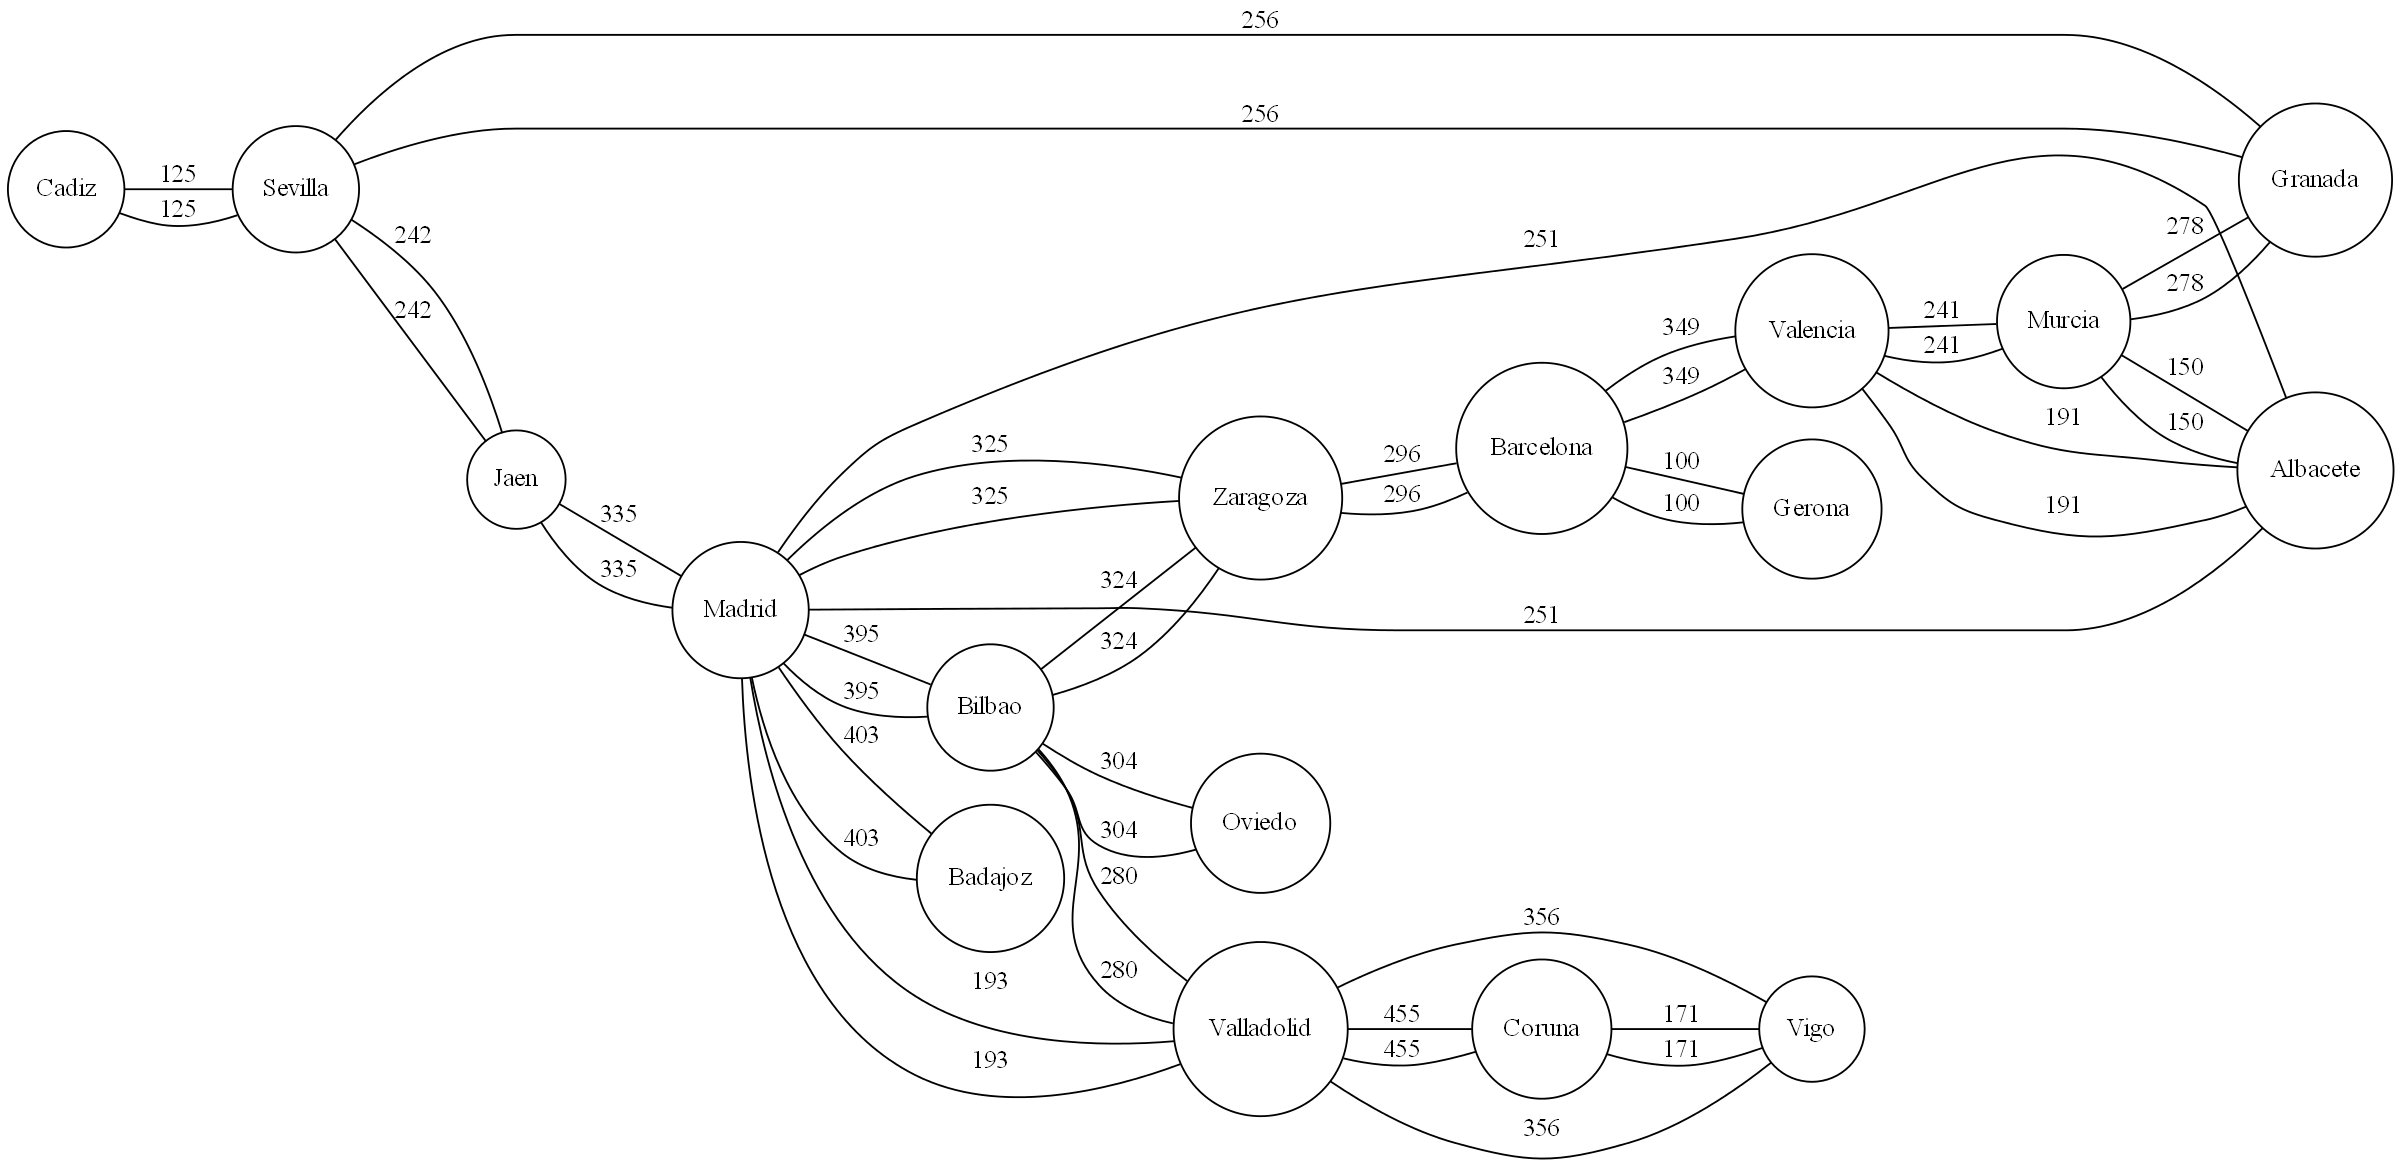 256
256
Cadiz
125
125
Sevilla
Granada
242
242
278
278
251
Valencia
241
241
Murcia
349
349
150
150
191
191
Jaen
335
335
325
325
Zaragoza
296
296
Barcelona
100
100
Gerona
Albacete
Madrid
324
324
251
395
395
Bilbao
403
403
Badajoz
304
304
Oviedo
280
280
193
193
Valladolid
356
455
455
Coruna
171
171
Vigo
356